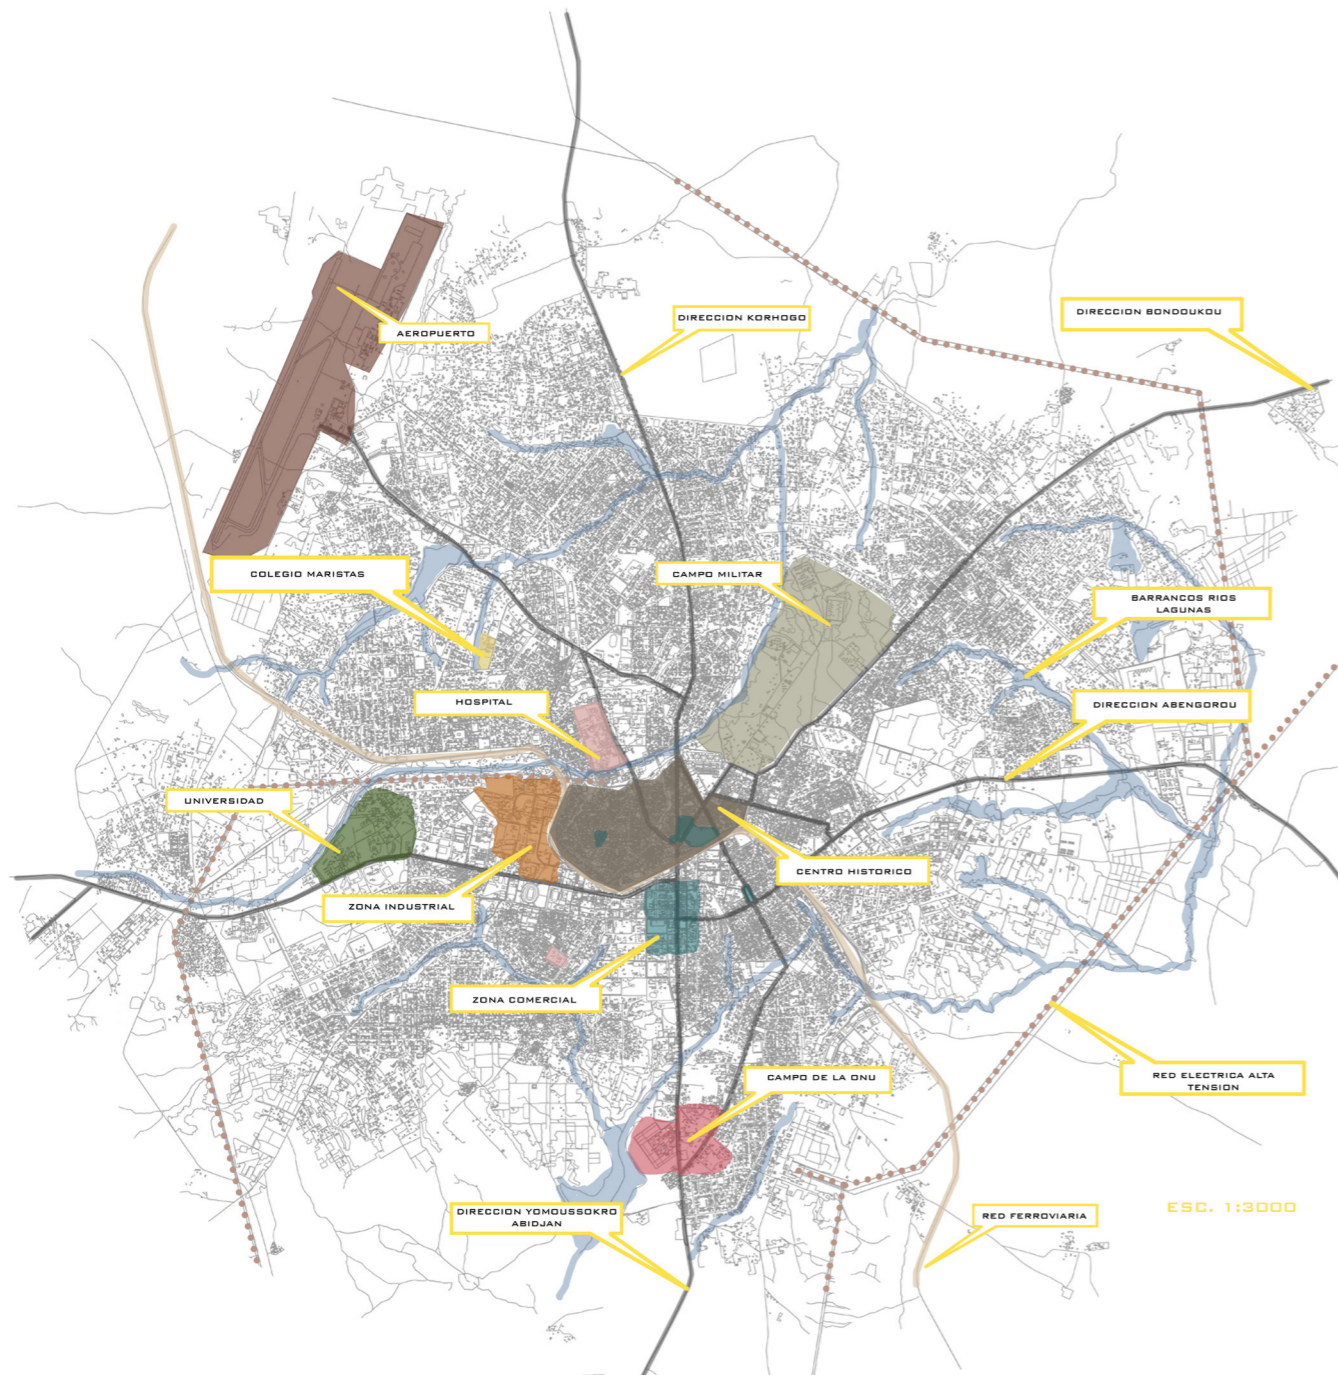 DIRECCION BONDOUKOU
DIRECCION KORHOGO
AEROPUERTO
COLEGIO MARISTAS
CAMPO MILITAR
BARRANCOS RIOS
LAGUNAS
HOSPITAL
DIRECCION ABENGOROU
UNIVERSIDAD
CENTRO HISTORICO
ZONA INDUSTRIAL
ZONA COMERCIAL
CAMPO DE LA ONU
RED ELECTRICA ALTA
TENSION
DIRECCION YOMOUSSOKRO
ABIDJAN
RED FERROVIARIA
ESC. 1:3000